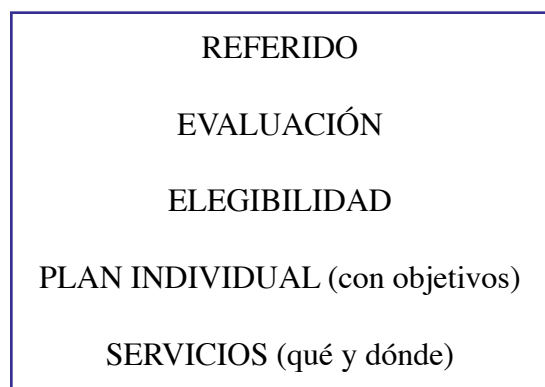 REFERIDO
EVALUACIÓN
ELEGIBILIDAD
PLAN INDIVIDUAL (con objetivos)
SERVICIOS (qué y dónde)